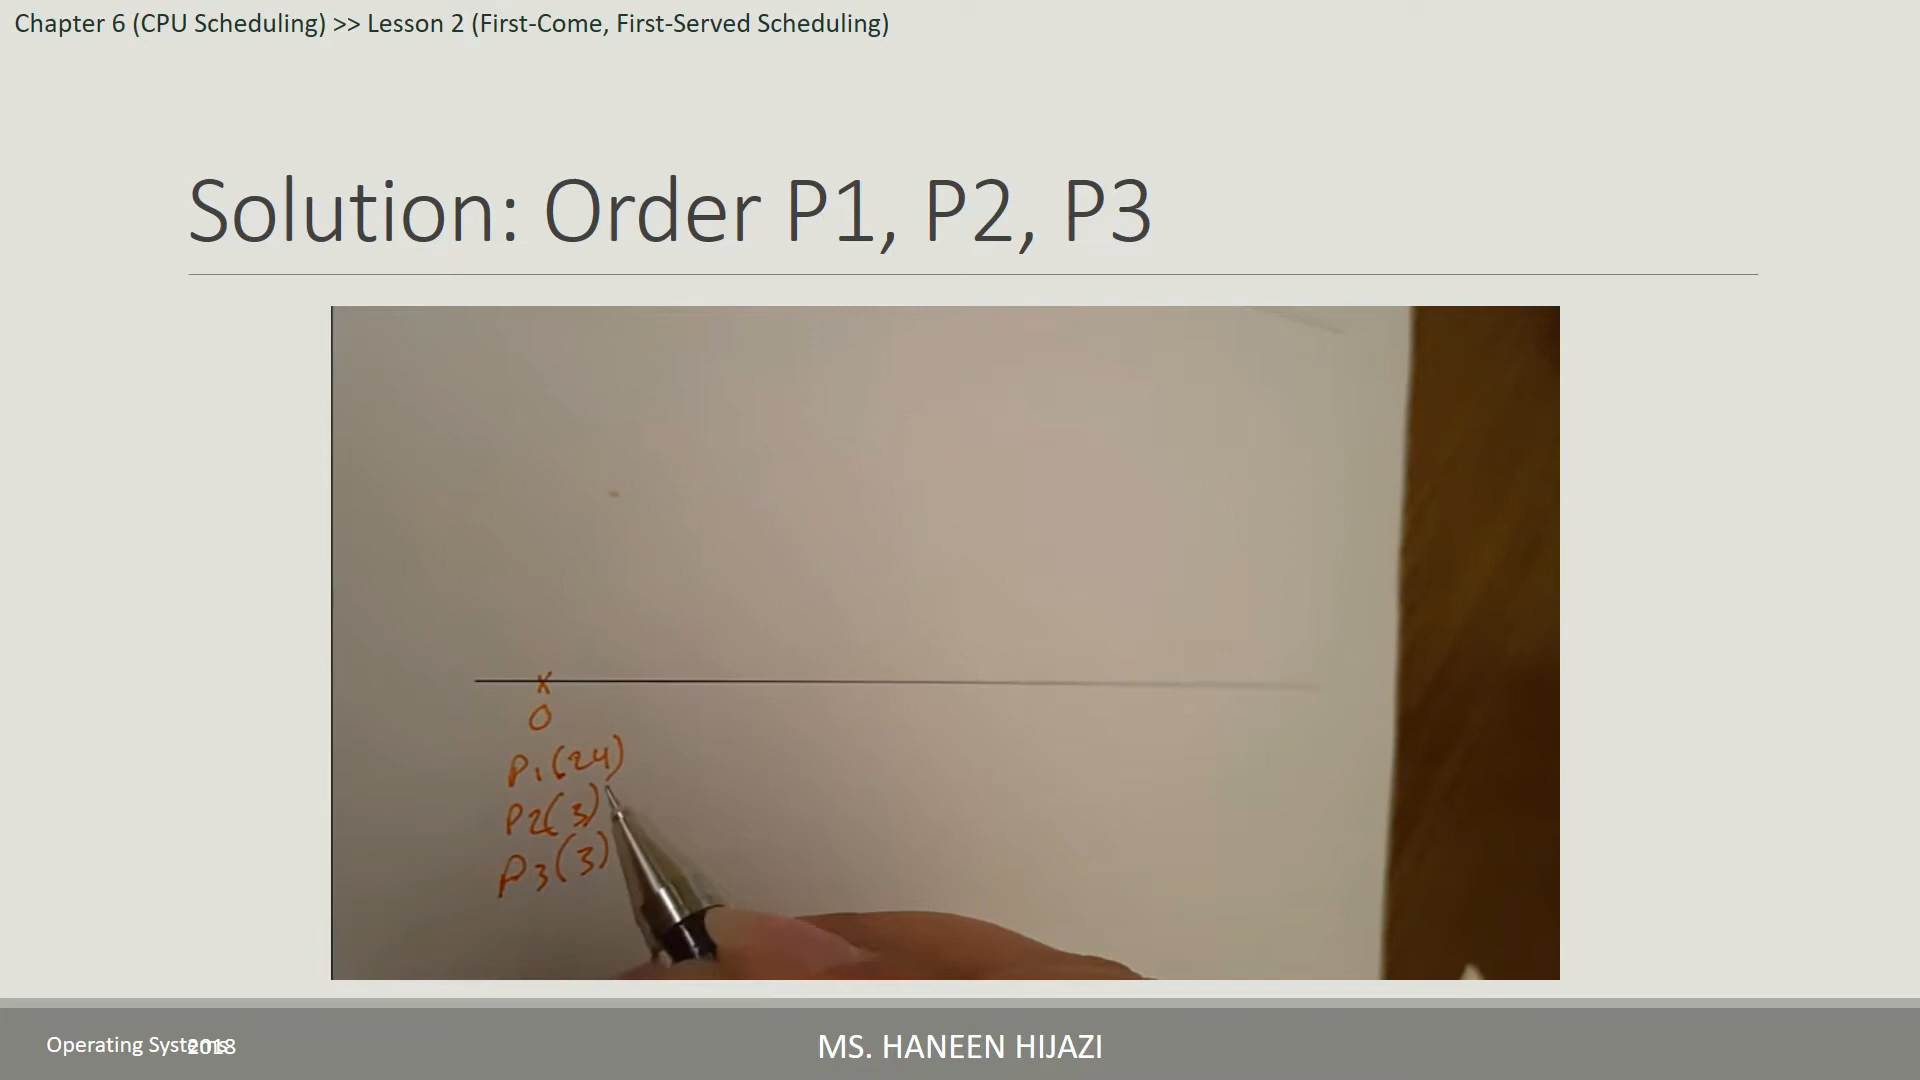 Chapter 6 (CPU Scheduling) >> Lesson 2 (First-Come, First-Served Scheduling)
Solution: Order P1, P2, P3
x
0
P1(24)
P2(3)
P3(3)
Operating Systems
2018
MS. HANEEN HIJAZI